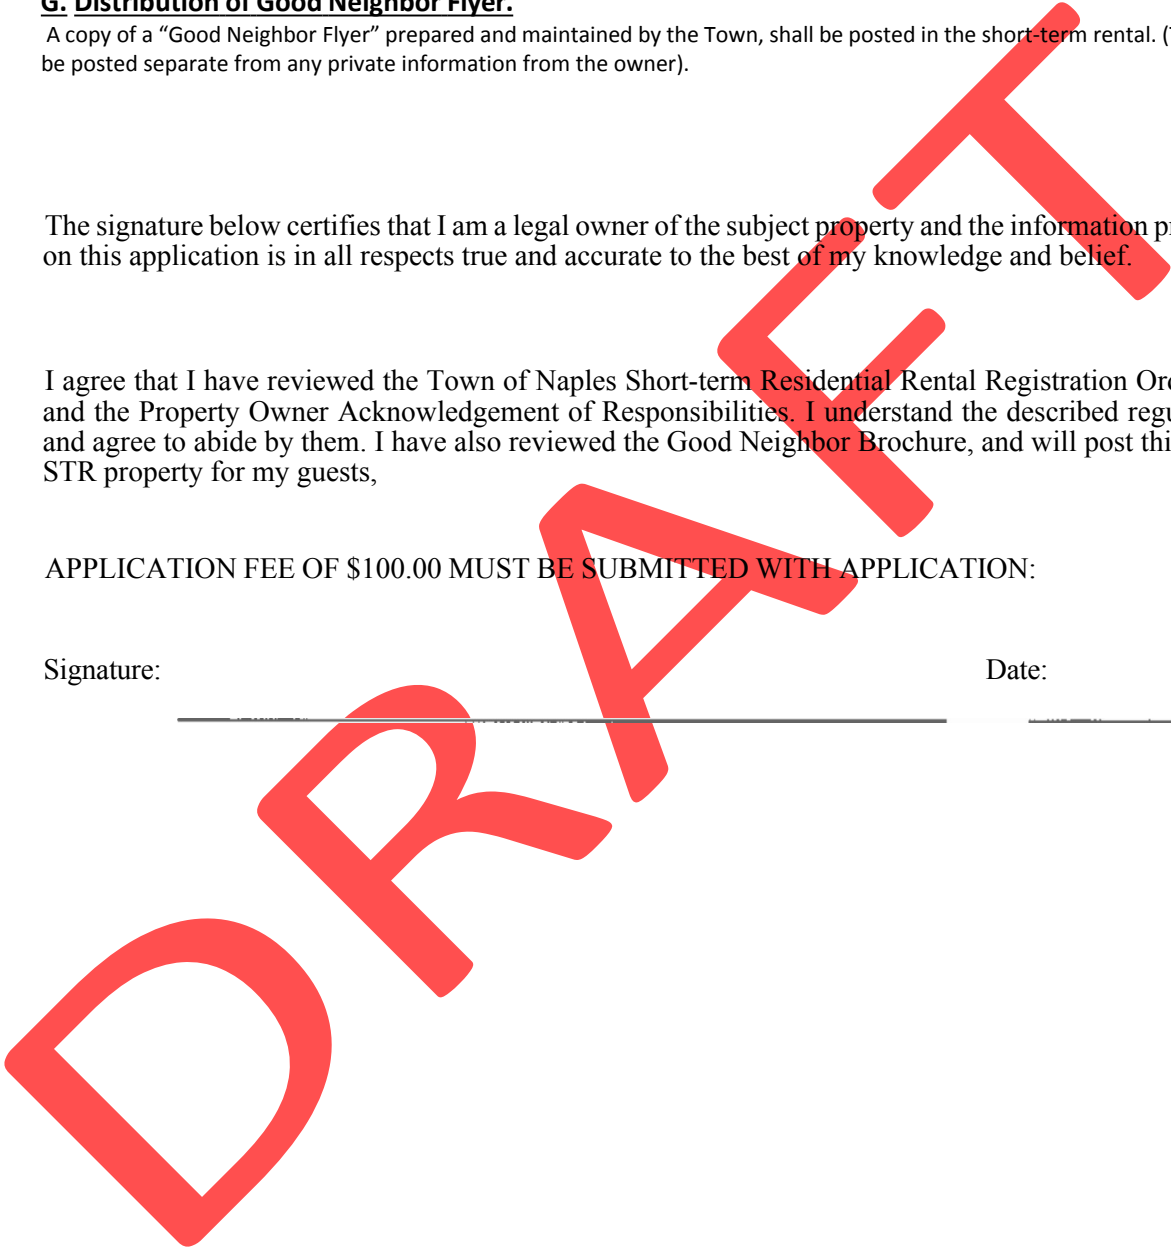 G. Distribution of Good Neighbor Flyer.
A copy of a “Good Neighbor Flyer” prepared and maintained by the Town, shall be posted in the short-term rental.
be posted separate from any private information from the owner).
The signature below certifies that I am a legal owner of the subject property and the information
on this application is in all respects true and accurate to the best of my knowledge and belief.
I agree that I have reviewed the Town of Naples Short-term Residential Rental Registration
and the Property Owner Acknowledgement of Responsibilities. I understand the described
and agree to abide by them. I have also reviewed the Good Neighbor Brochure, and will post
STR property for my guests,
APPLICATION FEE OF $100.00 MUST BE SUBMITTED WITH APPLICATION:
Signature: Date:
DRAFT